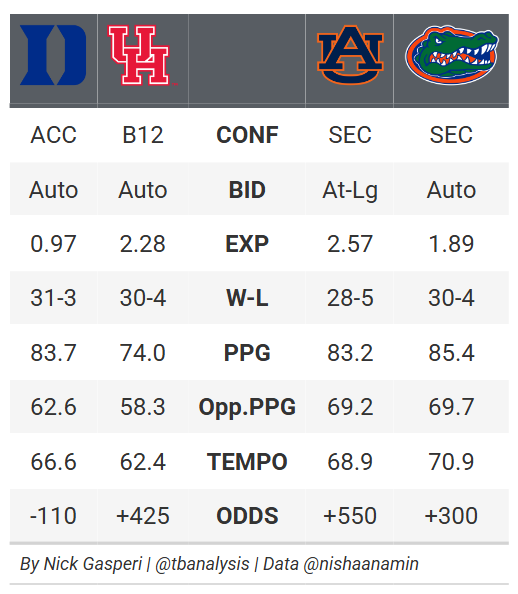 D UH AU
ACC B12 CONF SEC SEC
Auto Auto BID At-Lg Auto
0.97 2.28 EXP 2.57 1.89
31-3 30-4 W-L 28-5 30-4
83.7 74.0 PPG 83.2 85.4
62.6 58.3 Opp.PPG 69.2 69.7
66.6 62.4 TEMPO 68.9 70.9
-110 +425 ODDS +550 +300
By Nick Gasperi | @tbanalysis | Data @nishaanamin